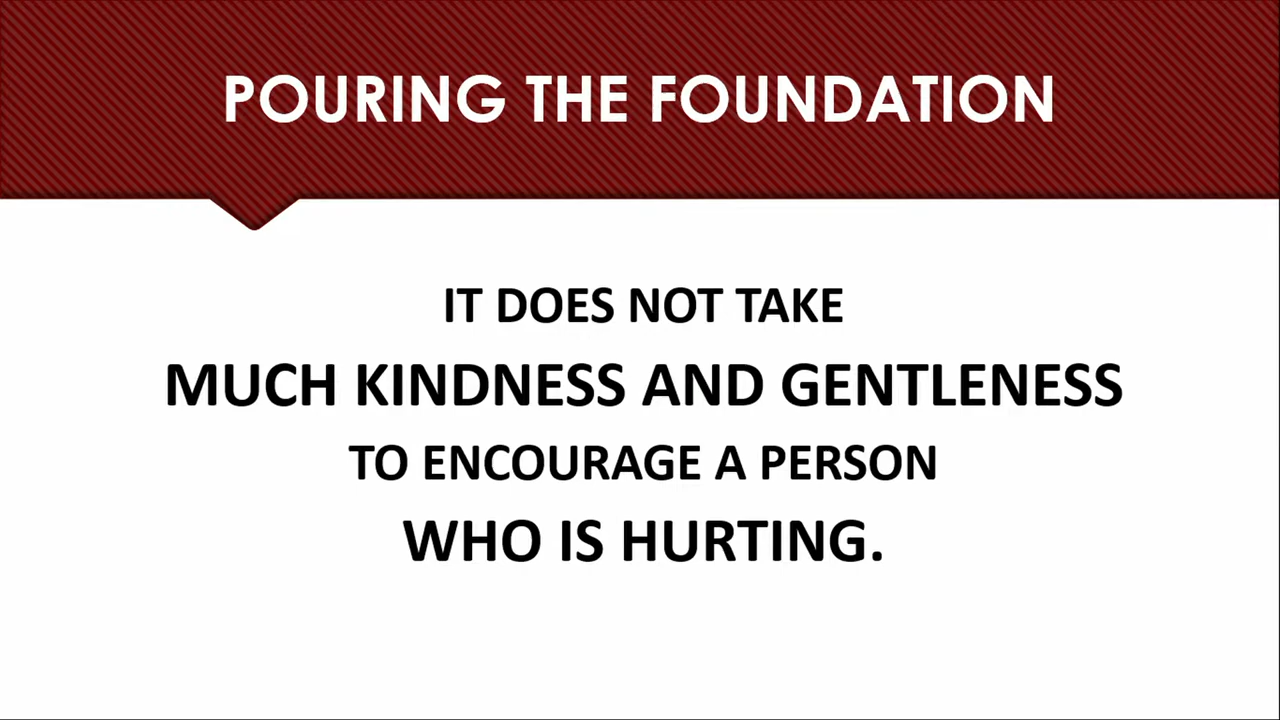 POURING THE FOUNDATION
IT DOES NOT TAKE
MUCH KINDNESS AND GENTLENESS
TO ENCOURAGE A PERSON
WHO IS HURTING.